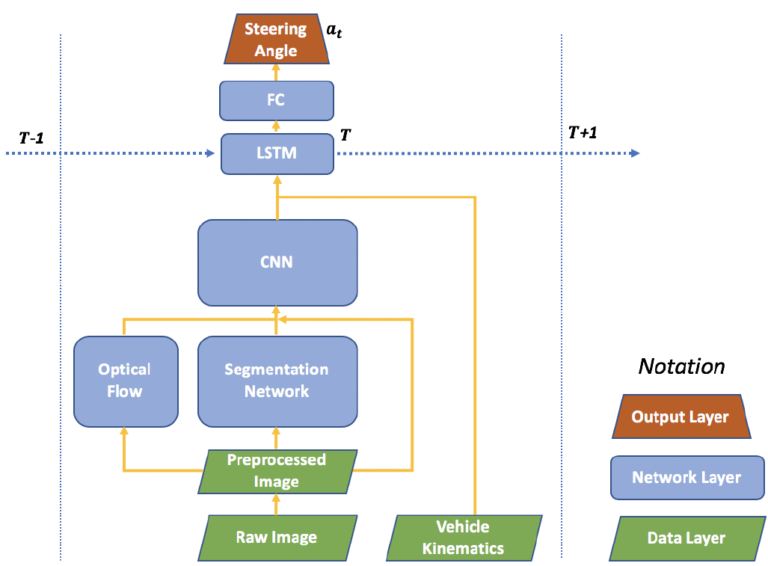 Steering
Angle
a_t
FC
T-1
T
T+1
LSTM
CNN
Optical
Flow
Segmentation
Network
Preprocessed
Image
Raw Image
Vehicle
Kinematics
Notation
Output Layer
Network Layer
Data Layer